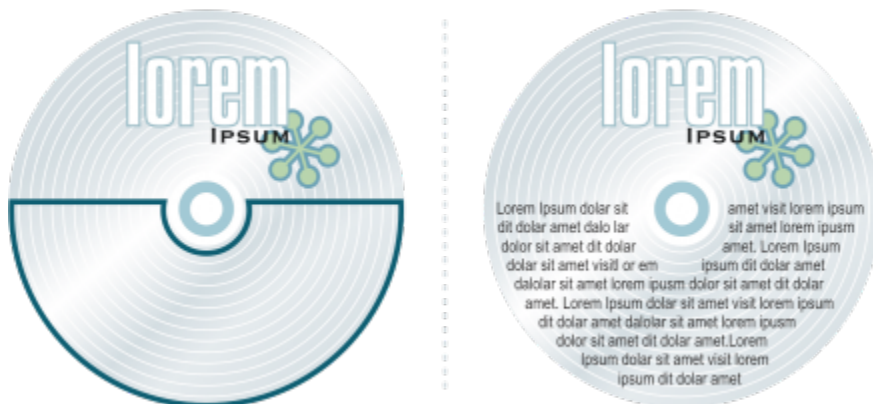 lorem
IPSUM
lorem
IPSUM
Lorem Ipsum dolar sit amet visit lorem ipsum
dit dolar amet dalo lar sit amet lorem ipusm
dolor sit amet dit dolar amet. Lorem Ipsum
dolar sit amet visitl or em ipsum dit dolar amet
dalolar sit amet lorem ipusm dolor sit amet dit dolar
amet. Lorem Ipsum dolar sit amet visit lorem ipsum
dit dolar amet dalolar sit amet lorem ipusm
dolor sit amet dit amet.Lorem
Ipsum dolar sit amet visit lorem
ipsum dit dolar amet